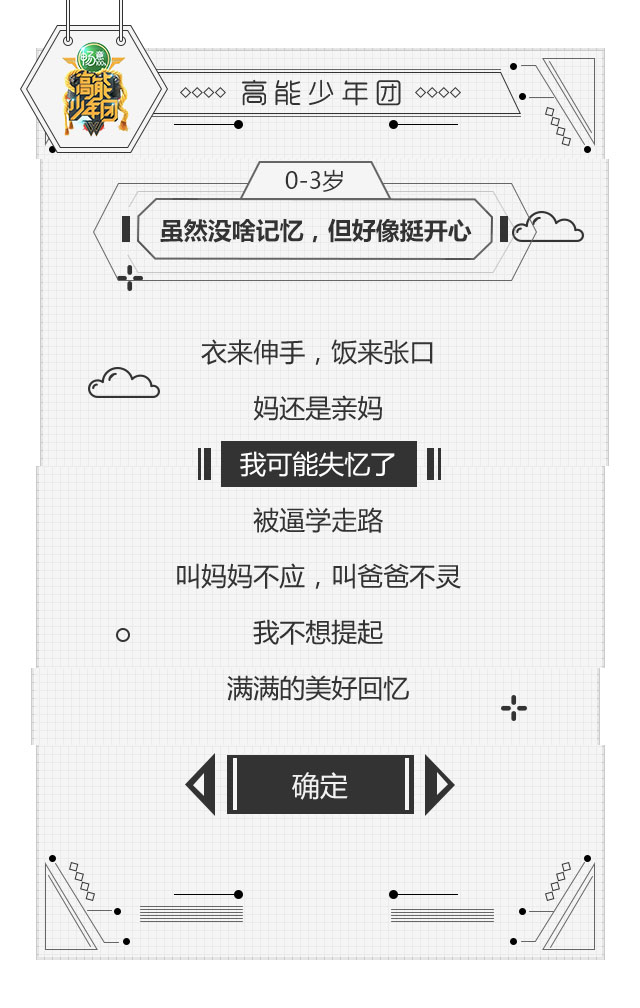 畅意
高能
少年团
高能少年团
0-3岁
虽然没啥记忆，但好像挺开心
衣来伸手，饭来张口
妈还是亲妈
我可能失忆了
被逼学走路
叫妈妈不应，叫爸爸不灵
我不想提起
满满的美好回忆
确定